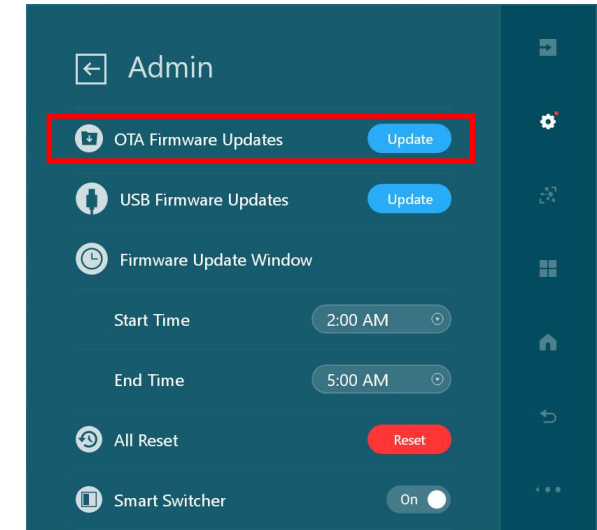 Admin
OTA Firmware Updates Update
USB Firmware Updates Update
Firmware Update Window
Start Time 2:00 AM
End Time 5:00 AM
All Reset Reset
Smart Switcher On